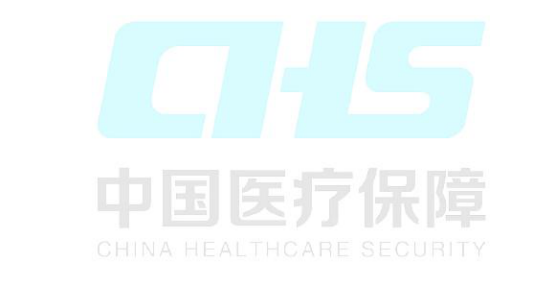 CHS
中国医疗保障
CHINA HEALTHCARE SECURITY